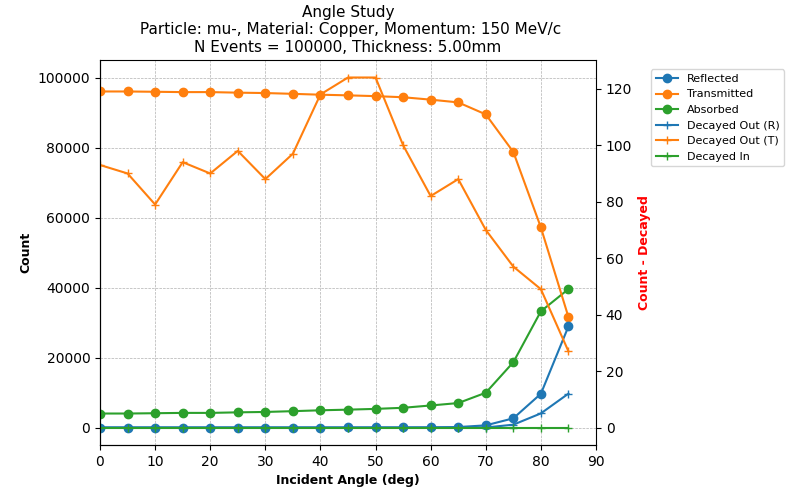 Angle Study
Particle: mu-, Material: Copper, Momentum: 150 MeV/c
N Events = 100000, Thickness: 5.00mm
100000
80000
60000
40000
20000
0
Count
0 10 20 30 40 50 60 70 80 90
Incident Angle (deg)
120
100
80
60
40
20
0
Count - Decayed
Reflected
Transmitted
Absorbed
Decayed Out (R)
Decayed Out (T)
Decayed In